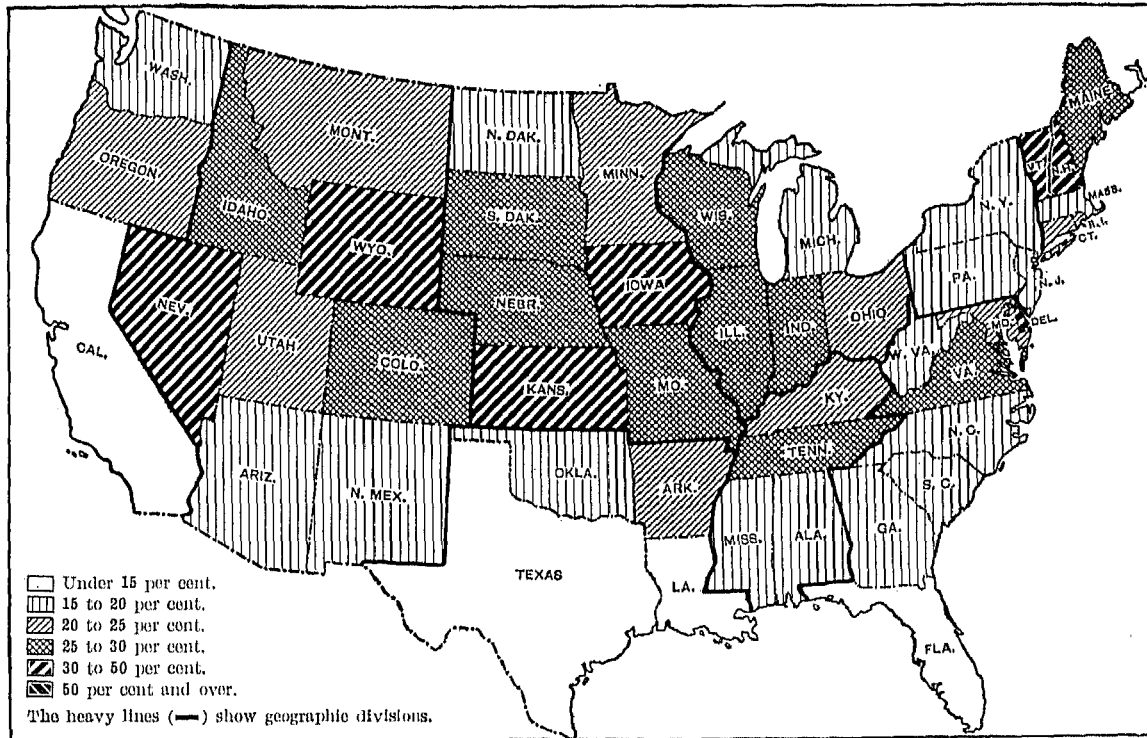 WASH.
MONT.
N. DAK.
MINN.
OREGON
IDAHO
S. DAK.
WIS.
MICH.
MAINE
VT.
N.H.
MASS.
N. Y.
R.I.
CT.
WYO.
IOWA
PA.
N. J.
NEV.
NEBR.
ILL.
IND.
OHIO
MD.
DEL.
CAL.
UTAH
COLO.
W. VA.
VA.
KANS.
MO.
KY.
N. C.
TENN.
ARIZ.
N. MEX.
OKLA.
ARK.
S. C.
MISS.
ALA.
GA.
TEXAS
LA.
FLA.
Under 15 per cent.
15 to 20 per cent.
20 to 25 per cent.
25 to 30 per cent.
30 to 50 per cent.
50 per cent and over.
The heavy lines (━) show geographic divisions.